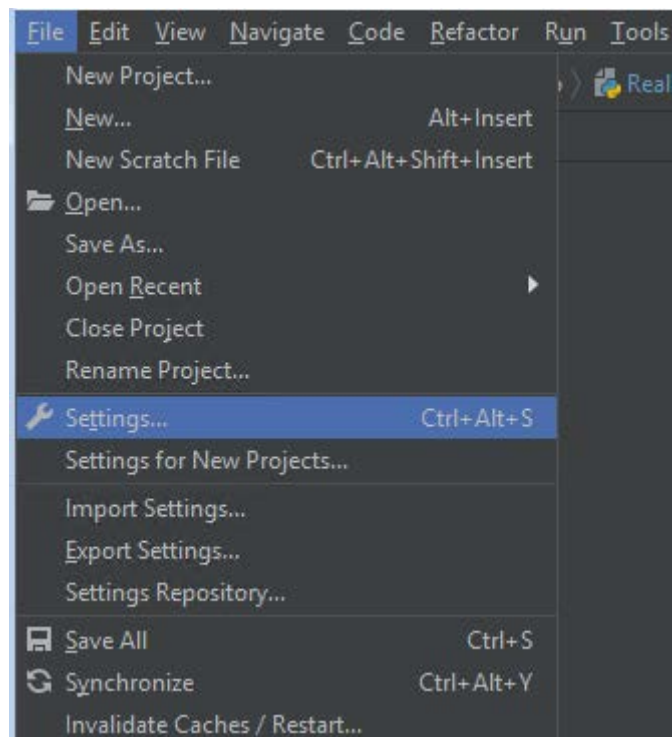 File Edit View Navigate Code Refactor Run Tools
Real
New Project...
New... Alt+Insert
New Scratch File Ctrl+Alt+Shift+Insert
Open...
Save As...
Open Recent
Close Project
Rename Project...
Settings... Ctrl+Alt+S
Settings for New Projects...
Import Settings...
Export Settings...
Settings Repository...
Save All Ctrl+S
Synchronize Ctrl+Alt+Y
Invalidate Caches / Restart...